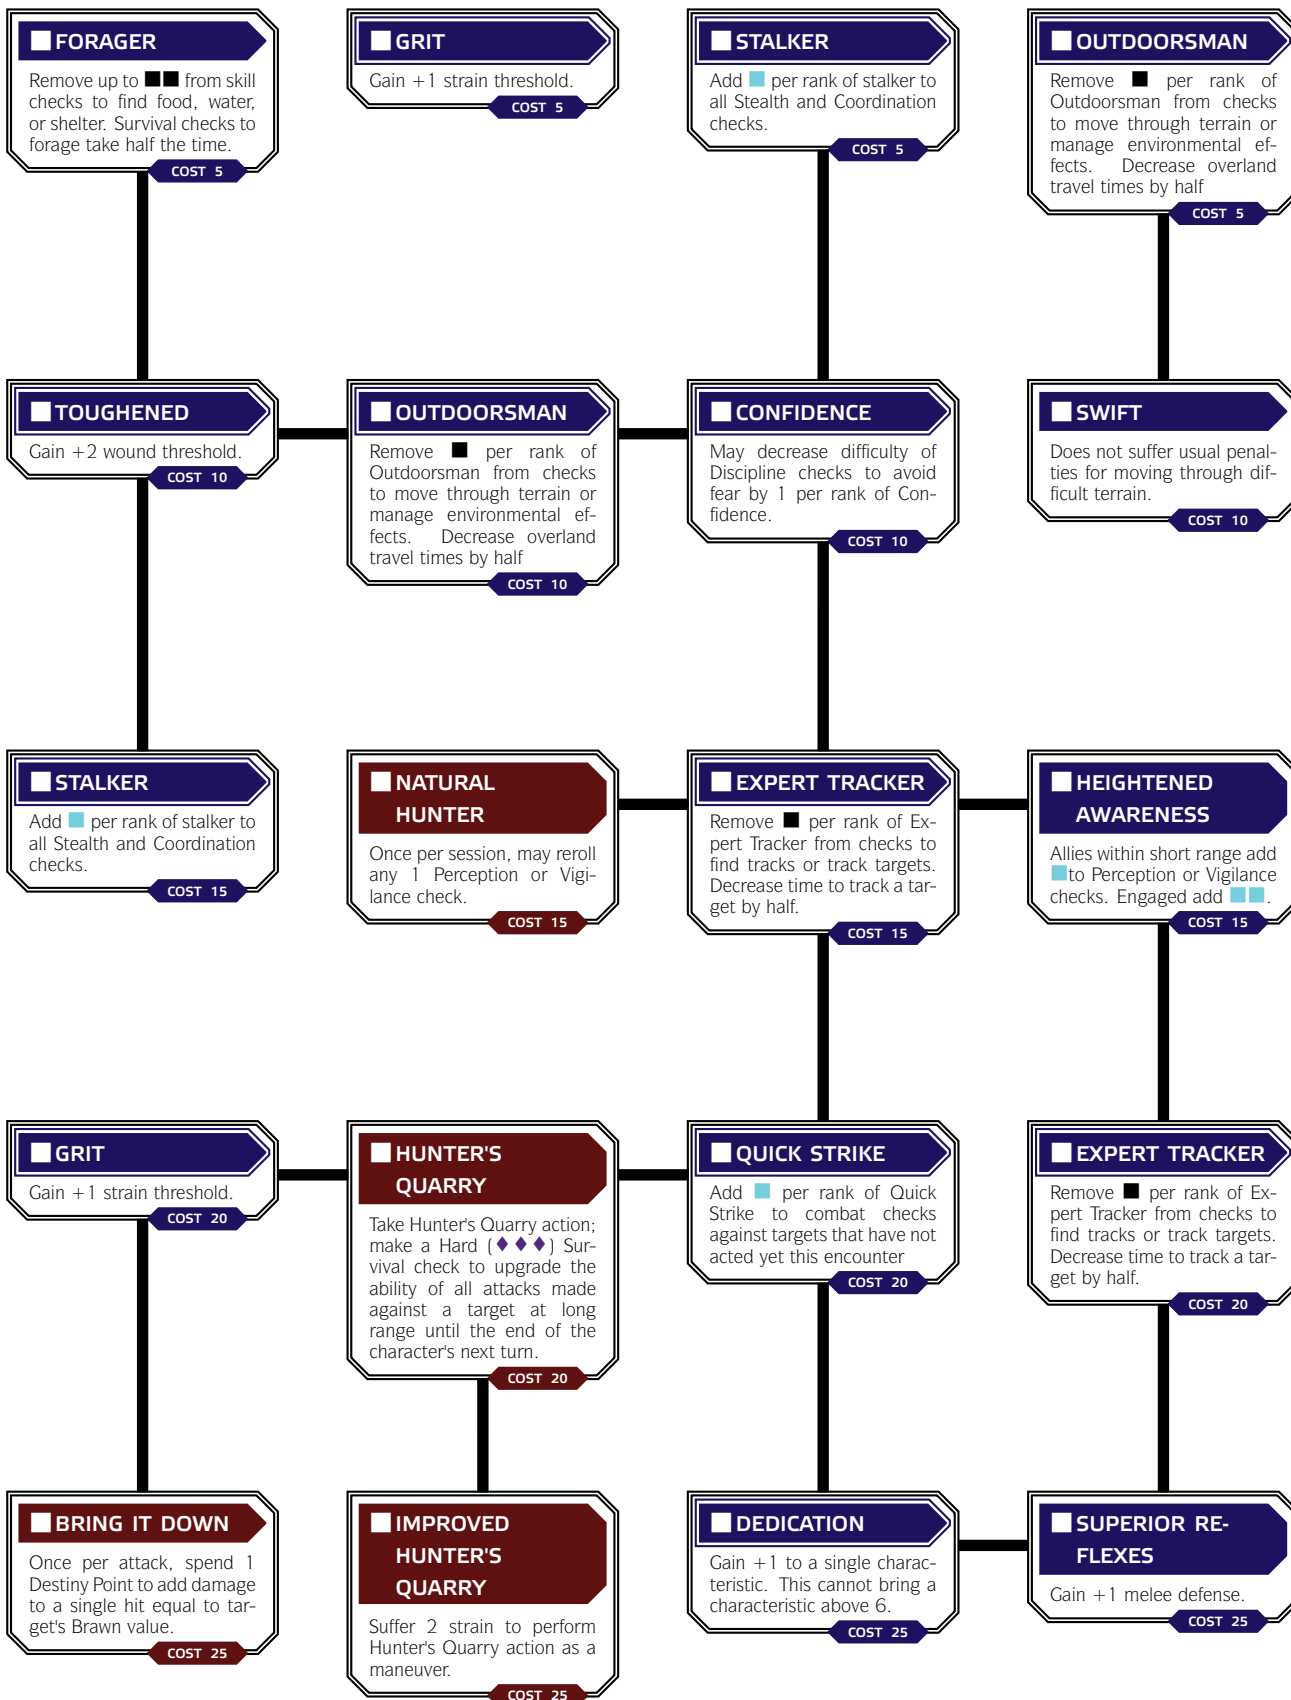 FORAGER
Remove up to ■■ from skill
checks to find food, water,
or shelter. Survival checks to
forage take half the time.
COST 5
GRIT
Gain +1 strain threshold.
COST 5
STALKER
Add ■ per rank of stalker to
all Stealth and Coordination
checks.
COST 5
OUTDOORSMAN
Remove ■ per rank of
Outdoorsman from checks
to move through terrain or
manage environmental ef-
fects. Decrease overland
travel times by half
COST 5
TOUGHENED
Gain +2 wound threshold.
COST 10
OUTDOORSMAN
Remove ■ per rank of
Outdoorsman from checks
to move through terrain or
manage environmental ef-
fects. Decrease overland
travel times by half
COST 10
CONFIDENCE
May decrease difficulty of
Discipline checks to avoid
fear by 1 per rank of Con-
fidence.
COST 10
SWIFT
Does not suffer usual penal-
ties for moving through dif-
ficult terrain.
COST 10
STALKER
Add ■ per rank of stalker to
all Stealth and Coordination
checks.
COST 15
NATURAL
HUNTER
Once per session, may reroll
any 1 Perception or Vigi-
lance check.
COST 15
EXPERT TRACKER
Remove ■ per rank of Ex-
pert Tracker from checks to
find tracks or track targets.
Decrease time to track a tar-
get by half.
COST 15
HEIGHTENED
AWARENESS
Allies within short range add
■to Perception or Vigilance
checks. Engaged add ■■.
COST 15
GRIT
Gain +1 strain threshold.
COST 20
HUNTER'S
QUARRY
Take Hunter's Quarry action;
make a Hard (♦♦♦) Sur-
vival check to upgrade the
ability of all attacks made
against a target at long
range until the end of the
character's next turn.
COST 20
QUICK STRIKE
Add ■ per rank of Quick
Strike to combat checks
against targets that have not
acted yet this encounter
COST 20
EXPERT TRACKER
Remove ■ per rank of Ex-
pert Tracker from checks to
find tracks or track targets.
Decrease time to track a tar-
get by half.
COST 20
BRING IT DOWN
Once per attack, spend 1
Destiny Point to add damage
to a single hit equal to tar-
get's Brawn value.
COST 25
IMPROVED
HUNTER'S
QUARRY
Suffer 2 strain to perform
Hunter's Quarry action as a
maneuver.
COST 25
DEDICATION
Gain +1 to a single charac-
teristic. This cannot bring a
characteristic above 6.
COST 25
SUPERIOR RE-
FLEXES
Gain +1 melee defense.
COST 25